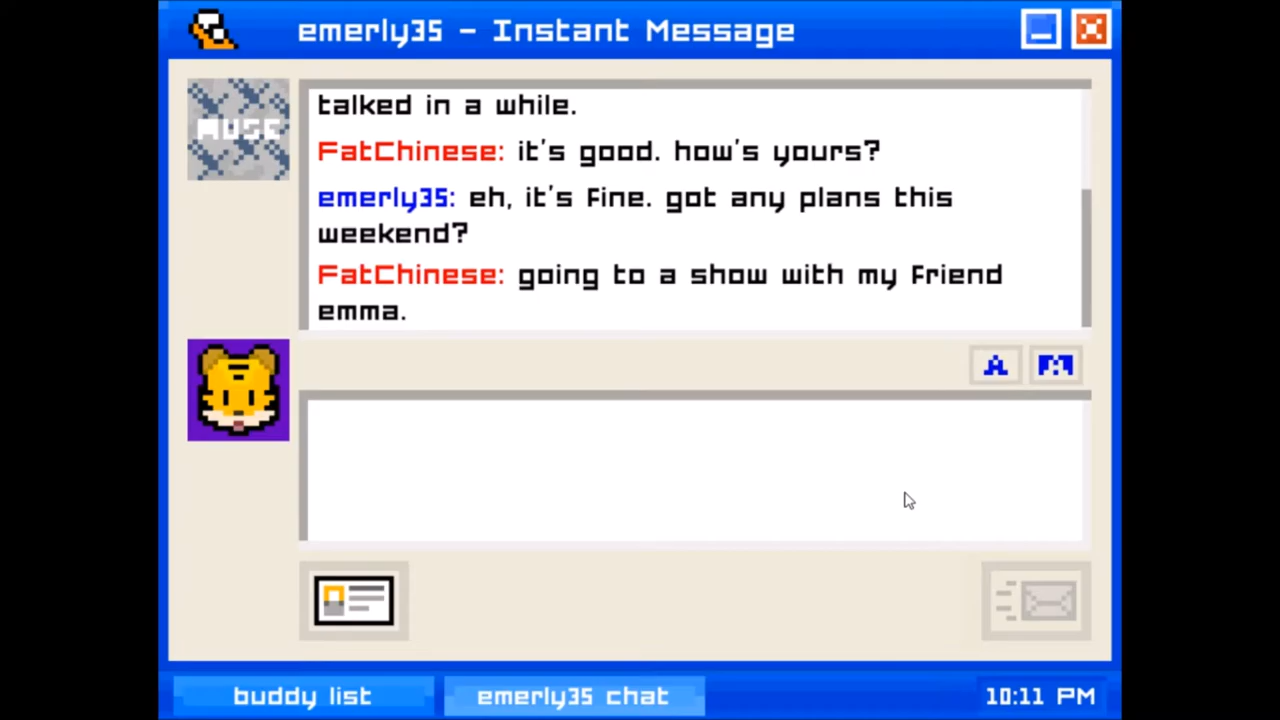 emerly35 - Instant Message
MUSE
talked in a while.
FatChinese: it's good. how's yours?
emerly35: eh, it's fine. got any plans this
weekend?
FatChinese: going to a show with my friend
emma.
A
buddy list
emerly35 chat
10:11 PM